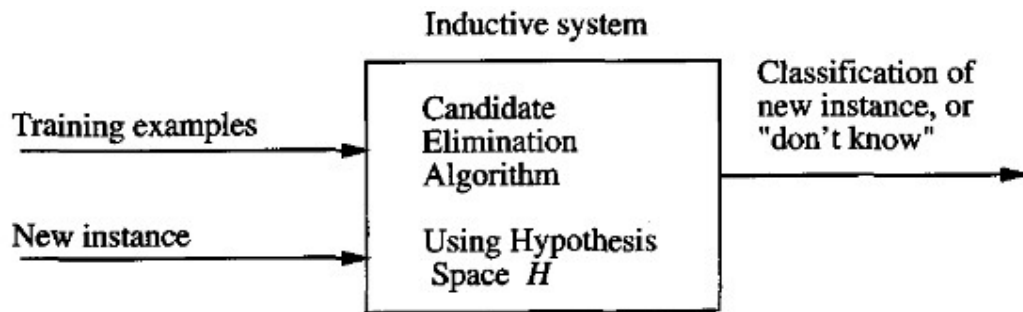 Inductive system
Classification of
new instance, or
"don't know"
Training examples
Candidate
Elimination
Algorithm
New instance
Using Hypothesis
Space H